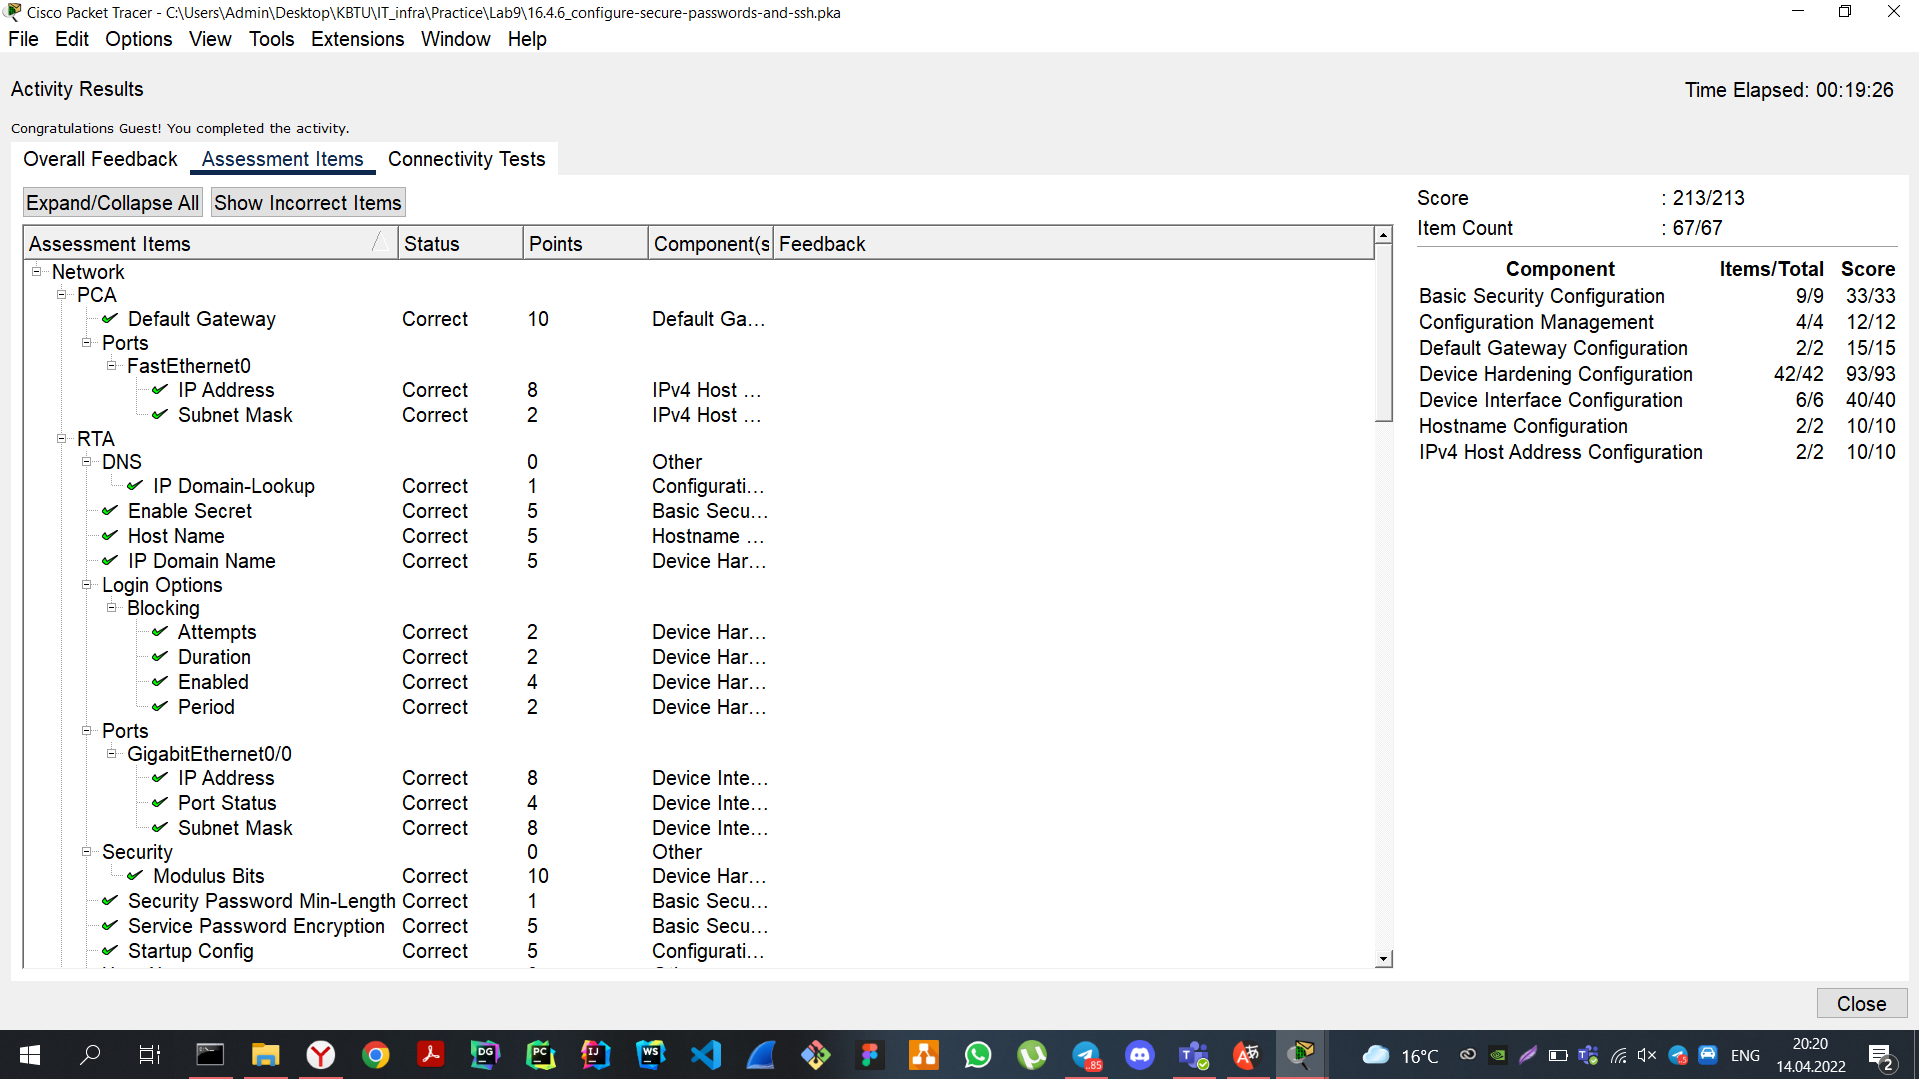 Cisco Packet Tracer - C:\Users\Admin\Desktop\KBTU\IT_infra\Practice\Lab9\16.4.6_configure-secure-passwords-and-ssh.pka
File Edit Options View Tools Extensions Window Help
Activity Results
Time Elapsed: 00:19:26
Congratulations Guest! You completed the activity.
Overall Feedback Assessment Items Connectivity Tests
Expand/Collapse All Show Incorrect Items
Assessment Items Status Points Component(s Feedback
Network
PCA
Default Gateway Correct 10 Default Ga...
Ports
FastEthernet0
IP Address Correct 8 IPv4 Host ...
Subnet Mask Correct 2 IPv4 Host ...
RTA
DNS 0 Other
IP Domain-Lookup Correct 1 Configurati...
Enable Secret Correct 5 Basic Secu...
Host Name Correct 5 Hostname ...
IP Domain Name Correct 5 Device Har...
Login Options
Blocking
Attempts Correct 2 Device Har...
Duration Correct 2 Device Har...
Enabled Correct 4 Device Har...
Period Correct 2 Device Har...
Ports
GigabitEthernet0/0
IP Address Correct 8 Device Inte...
Port Status Correct 4 Device Inte...
Subnet Mask Correct 8 Device Inte...
Security 0 Other
Modulus Bits Correct 10 Device Har...
Security Password Min-Length Correct 1 Basic Secu...
Service Password Encryption Correct 5 Basic Secu...
Startup Config Correct 5 Configurati...
Score : 213/213
Item Count : 67/67
Component Items/Total Score
Basic Security Configuration 9/9 33/33
Configuration Management 4/4 12/12
Default Gateway Configuration 2/2 15/15
Device Hardening Configuration 42/42 93/93
Device Interface Configuration 6/6 40/40
Hostname Configuration 2/2 10/10
IPv4 Host Address Configuration 2/2 10/10
Close
DG
PC
IJ
WS
.85
16°C
ENG
20:20
14.04.2022
2